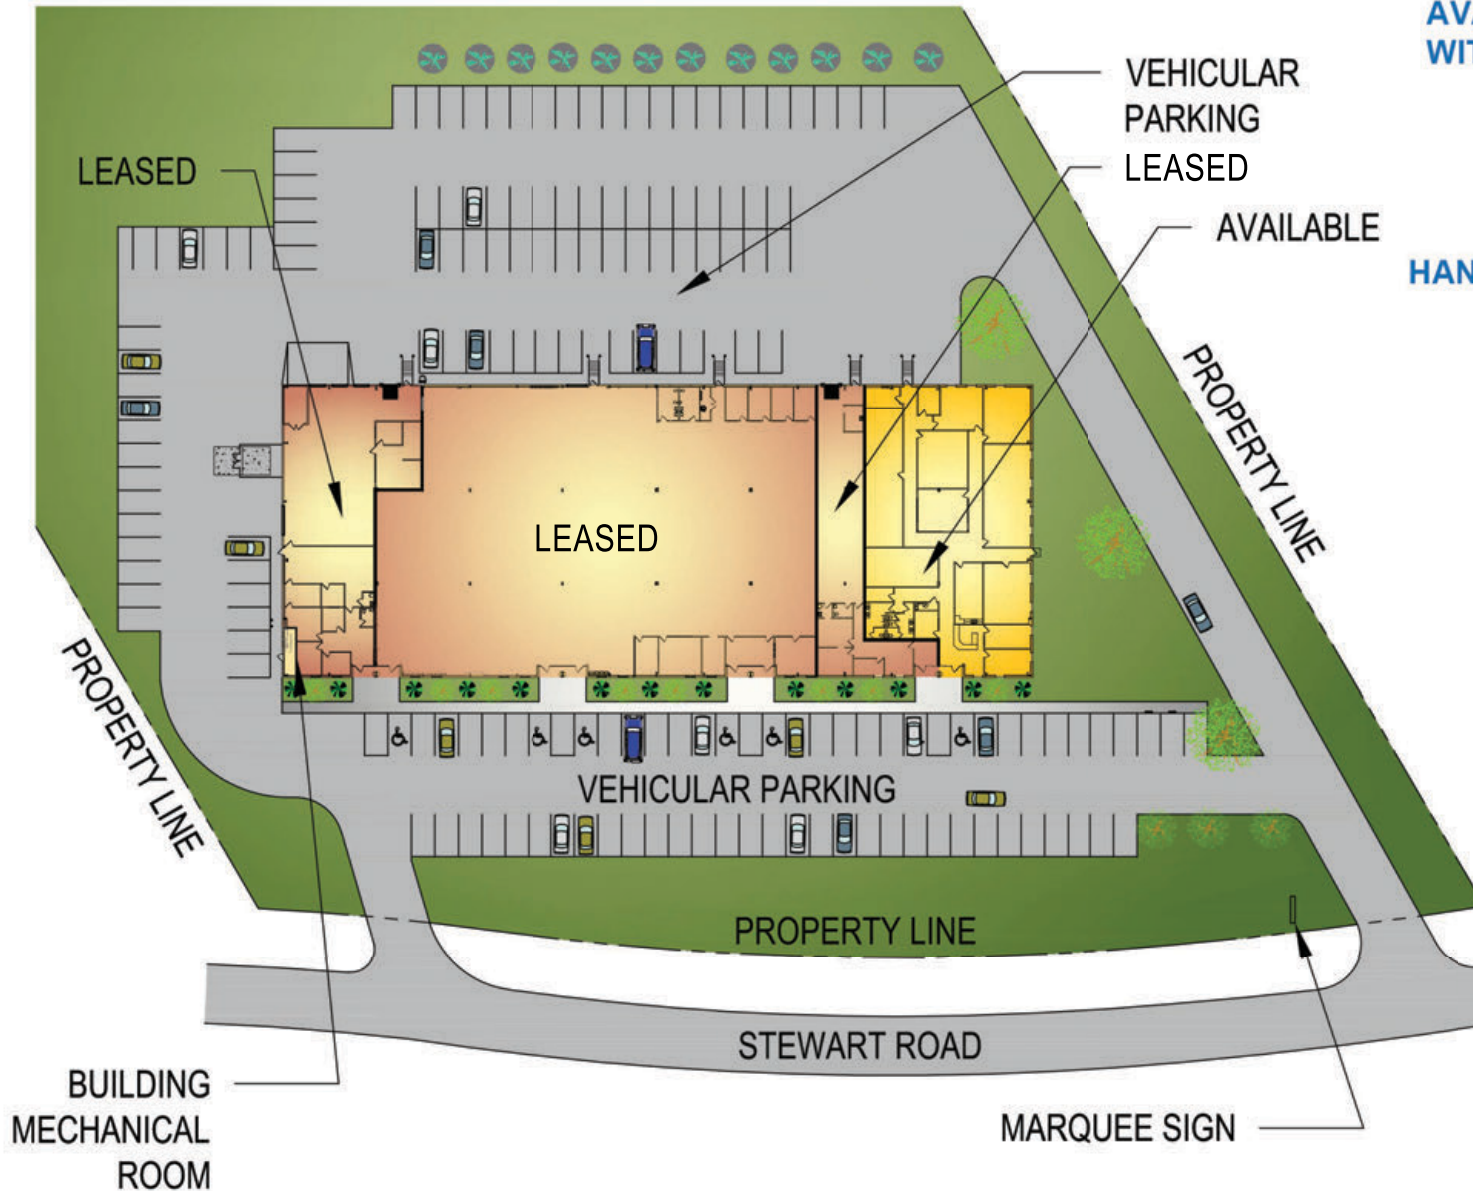 VEHICULAR
PARKING
LEASED
LEASED
AVAILABLE
PROPERTY LINE
LEASED
PROPERTY LINE
VEHICULAR PARKING
PROPERTY LINE
STEWART ROAD
BUILDING
MECHANICAL
ROOM
MARQUEE SIGN